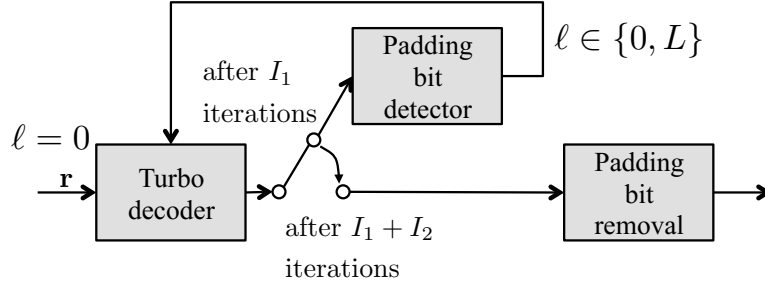 Padding
bit
detector
ℓ ∈ {0, L}
after I₁
iterations
ℓ = 0
r
Turbo
decoder
Padding
bit
removal
after I₁ + I₂
iterations